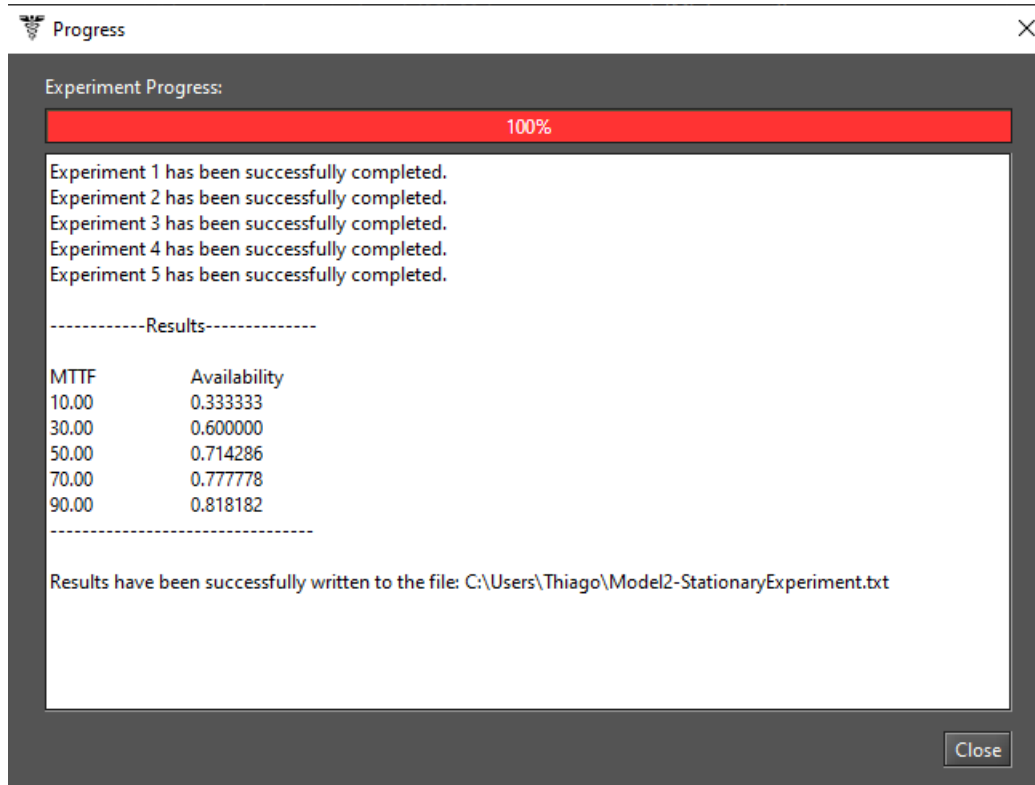 Progress
Experiment Progress:
100%
Experiment 1 has been successfully completed.
Experiment 2 has been successfully completed.
Experiment 3 has been successfully completed.
Experiment 4 has been successfully completed.
Experiment 5 has been successfully completed.
------------Results--------------
MTTF Availability
10.00 0.333333
30.00 0.600000
50.00 0.714286
70.00 0.777778
90.00 0.818182
---------------------------------
Results have been successfully written to the file: C:\Users\Thiago\Model2-StationaryExperiment.txt
Close